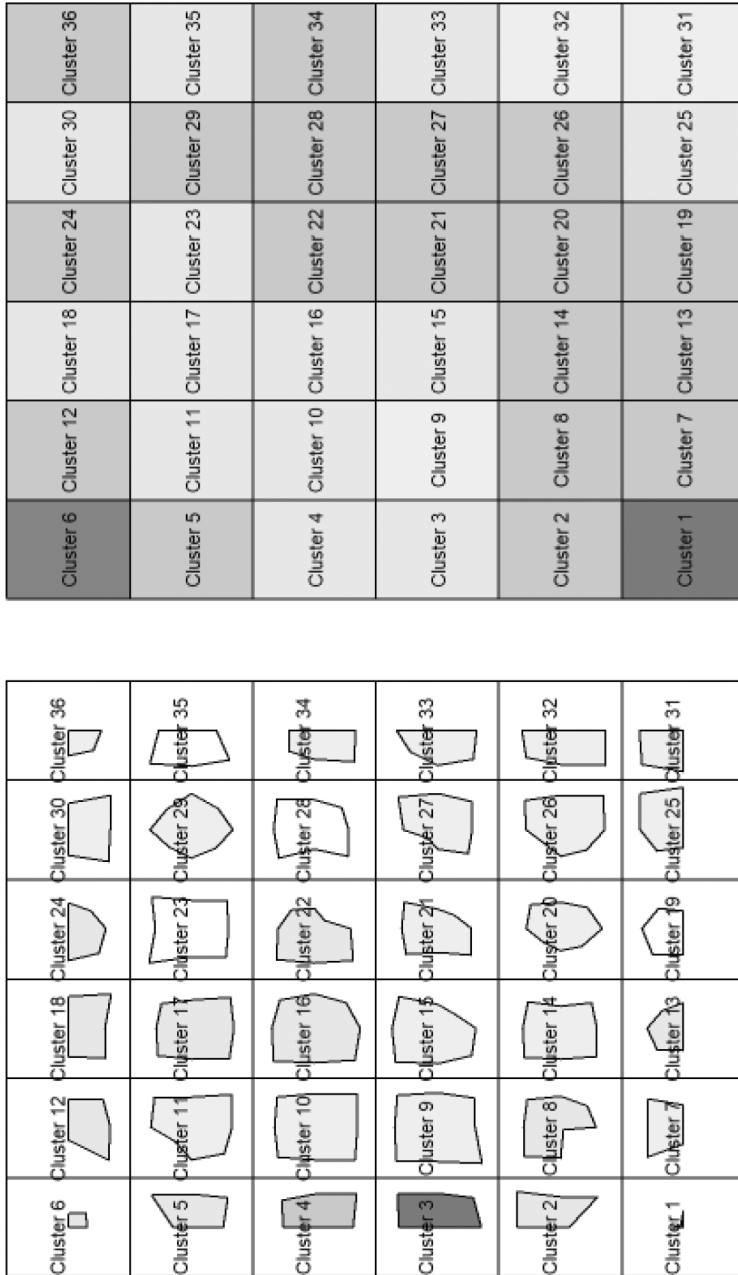 Cluster 36
Cluster 35
Cluster 34
Cluster 33
Cluster 32
Cluster 31
Cluster 30
Cluster 29
Cluster 28
Cluster 27
Cluster 26
Cluster 25
Cluster 24
Cluster 23
Cluster 22
Cluster 21
Cluster 20
Cluster 19
Cluster 18
Cluster 17
Cluster 16
Cluster 15
Cluster 14
Cluster 13
Cluster 12
Cluster 11
Cluster 10
Cluster 9
Cluster 8
Cluster 7
Cluster 6
Cluster 5
Cluster 4
Cluster 3
Cluster 2
Cluster 1
Cluster 36
Cluster 35
Cluster 34
Cluster 33
Cluster 32
Cluster 31
Cluster 30
Cluster 29
Cluster 28
Cluster 27
Cluster 26
Cluster 25
Cluster 24
Cluster 23
Cluster 22
Cluster 21
Cluster 20
Cluster 19
Cluster 18
Cluster 17
Cluster 16
Cluster 15
Cluster 14
Cluster 13
Cluster 12
Cluster 11
Cluster 10
Cluster 9
Cluster 8
Cluster 7
Cluster 6
Cluster 5
Cluster 4
Cluster 3
Cluster 2
Cluster 1